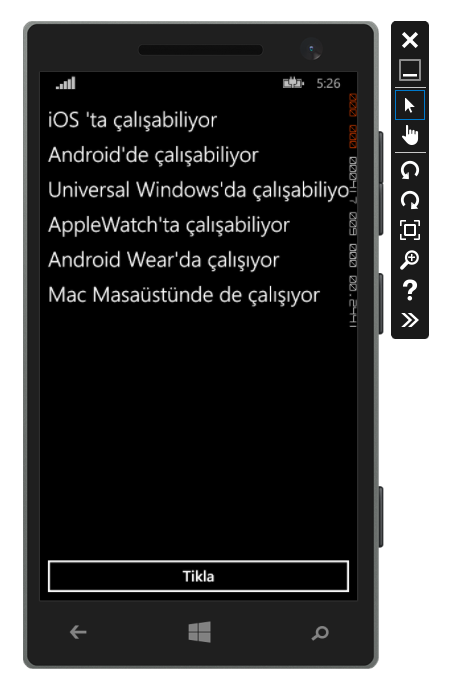 5:26
iOS 'ta çalışabiliyor
Android'de çalışabiliyor
Universal Windows'da çalışabiliyo
AppleWatch'ta çalışabiliyor
Android Wear'da çalışıyor
Mac Masaüstünde de çalışıyor
Tikla